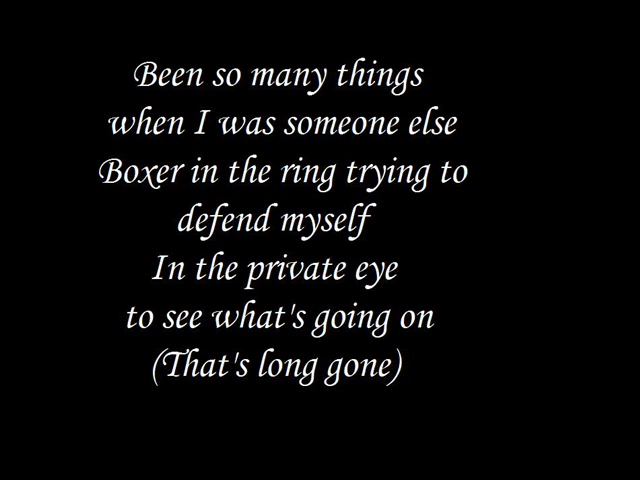 Been so many things
when I was someone else
Boxer in the ring trying to
defend myself
In the private eye
to see what's going on
(That's long gone)